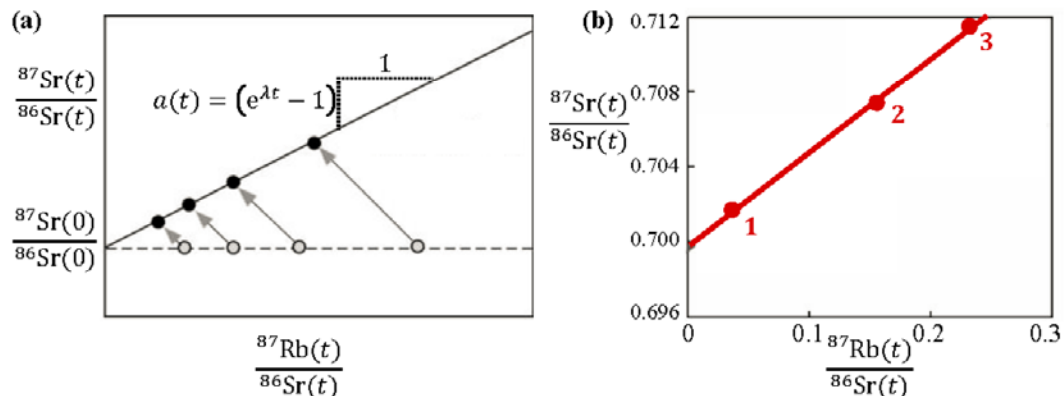 (a)
1
a(t) = (e^{λt} − 1)
⁸⁷Sr(t)
⁸⁶Sr(t)
⁸⁷Sr(0)
⁸⁶Sr(0)
⁸⁷Rb(t)
⁸⁶Sr(t)
(b)
0.712
0.708
0.704
0.700
0.696
⁸⁷Sr(t)
⁸⁶Sr(t)
3
2
1
0 0.1 0.2 0.3
⁸⁷Rb(t)
⁸⁶Sr(t)